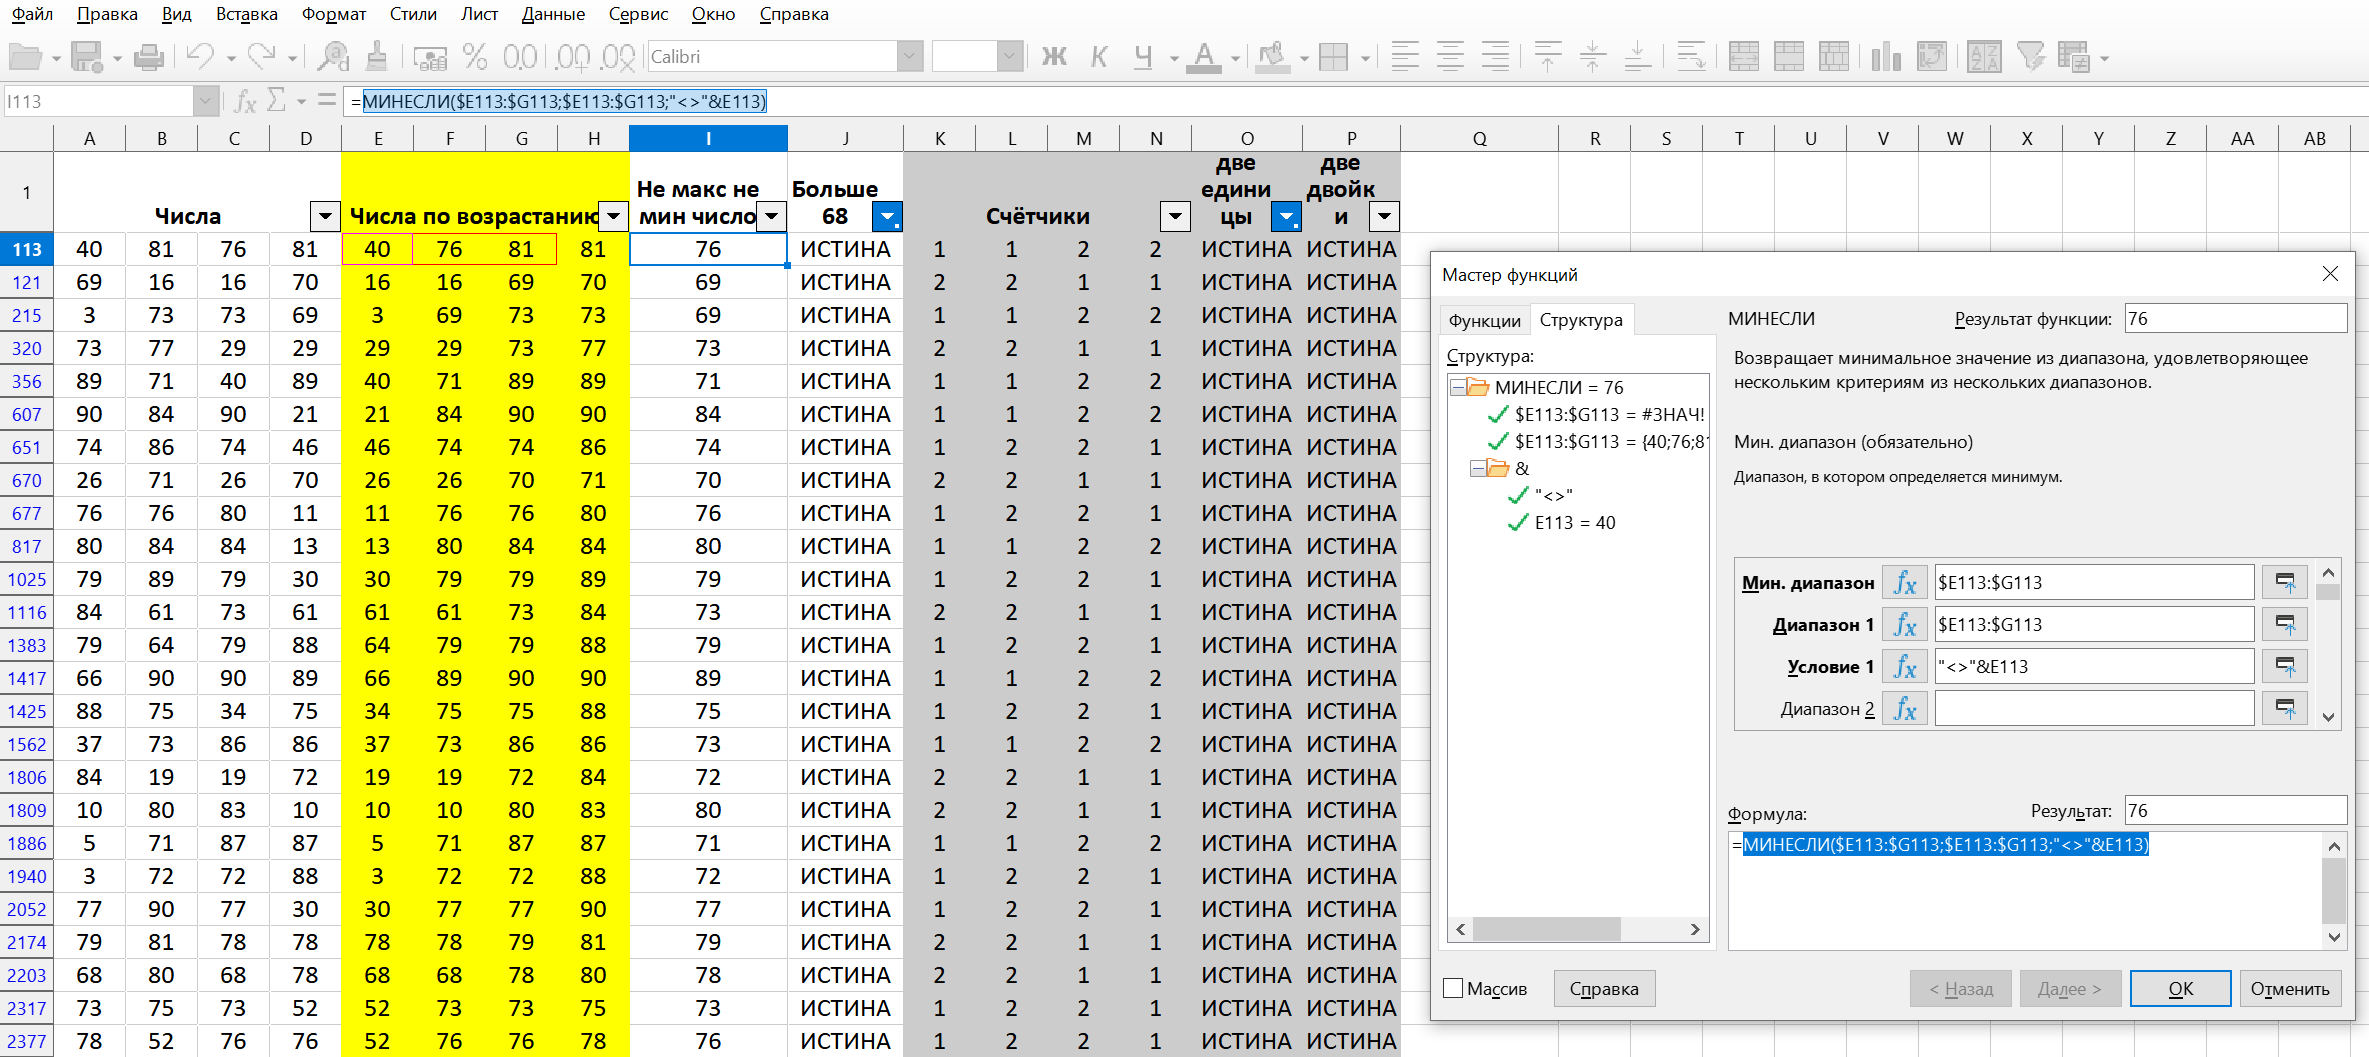 Файл Правка Вид Вставка Формат Стили Лист Данные Сервис Окно Справка
Calibri Ж К Ч А
I113 fx Σ = =МИНЕСЛИ($E113:$G113;$E113:$G113;"<>"&E113)
A B C D E F G H I J K L M N O P Q R S T U V W X Y Z AA AB
1 Числа Числа по возрастанию Не макс не мин число Больше 68 Счётчики две единицы две двойки
113 40 81 76 81 40 76 81 81 76 ИСТИНА 1 1 2 2 ИСТИНА ИСТИНА
121 69 16 16 70 16 16 69 70 69 ИСТИНА 2 2 1 1 ИСТИНА ИСТИНА
215 3 73 73 69 3 69 73 73 69 ИСТИНА 1 1 2 2 ИСТИНА ИСТИНА
320 73 77 29 29 29 29 73 77 73 ИСТИНА 2 2 1 1 ИСТИНА ИСТИНА
356 89 71 40 89 40 71 89 89 71 ИСТИНА 1 1 2 2 ИСТИНА ИСТИНА
607 90 84 90 21 21 84 90 90 84 ИСТИНА 1 1 2 2 ИСТИНА ИСТИНА
651 74 86 74 46 46 74 74 86 74 ИСТИНА 1 2 2 1 ИСТИНА ИСТИНА
670 26 71 26 70 26 26 70 71 70 ИСТИНА 2 2 1 1 ИСТИНА ИСТИНА
677 76 76 80 11 11 76 76 80 76 ИСТИНА 1 2 2 1 ИСТИНА ИСТИНА
817 80 84 84 13 13 80 84 84 80 ИСТИНА 1 1 2 2 ИСТИНА ИСТИНА
1025 79 89 79 30 30 79 79 89 79 ИСТИНА 1 2 2 1 ИСТИНА ИСТИНА
1116 84 61 73 61 61 61 73 84 73 ИСТИНА 2 2 1 1 ИСТИНА ИСТИНА
1383 79 64 79 88 64 79 79 88 79 ИСТИНА 1 2 2 1 ИСТИНА ИСТИНА
1417 66 90 90 89 66 89 90 90 89 ИСТИНА 1 1 2 2 ИСТИНА ИСТИНА
1425 88 75 34 75 34 75 75 88 75 ИСТИНА 1 2 2 1 ИСТИНА ИСТИНА
1562 37 73 86 86 37 73 86 86 73 ИСТИНА 1 1 2 2 ИСТИНА ИСТИНА
1806 84 19 19 72 19 19 72 84 72 ИСТИНА 2 2 1 1 ИСТИНА ИСТИНА
1809 10 80 83 10 10 10 80 83 80 ИСТИНА 2 2 1 1 ИСТИНА ИСТИНА
1886 5 71 87 87 5 71 87 87 71 ИСТИНА 1 1 2 2 ИСТИНА ИСТИНА
1940 3 72 72 88 3 72 72 88 72 ИСТИНА 1 2 2 1 ИСТИНА ИСТИНА
2052 77 90 77 30 30 77 77 90 77 ИСТИНА 1 2 2 1 ИСТИНА ИСТИНА
2174 79 81 78 78 78 78 79 81 79 ИСТИНА 2 2 1 1 ИСТИНА ИСТИНА
2203 68 80 68 78 68 68 78 80 78 ИСТИНА 2 2 1 1 ИСТИНА ИСТИНА
2317 73 75 73 52 52 73 73 75 73 ИСТИНА 1 2 2 1 ИСТИНА ИСТИНА
2377 78 52 76 76 52 76 76 78 76 ИСТИНА 1 2 2 1 ИСТИНА ИСТИНА
Мастер функций
Функции Структура
Структура:
МИНЕСЛИ = 76
$E113:$G113 = #ЗНАЧ!
$E113:$G113 = {40;76;81
&
"<>"
E113 = 40
МИНЕСЛИ Результат функции: 76
Возвращает минимальное значение из диапазона, удовлетворяющее
нескольким критериям из нескольких диапазонов.
Мин. диапазон (обязательно)
Диапазон, в котором определяется минимум.
Мин. диапазон fx $E113:$G113
Диапазон 1 fx $E113:$G113
Условие 1 fx "<>"&E113
Диапазон 2 fx
Формула: Результат: 76
=МИНЕСЛИ($E113:$G113;$E113:$G113;"<>"&E113)
Массив Справка < Назад Далее > ОК Отменить